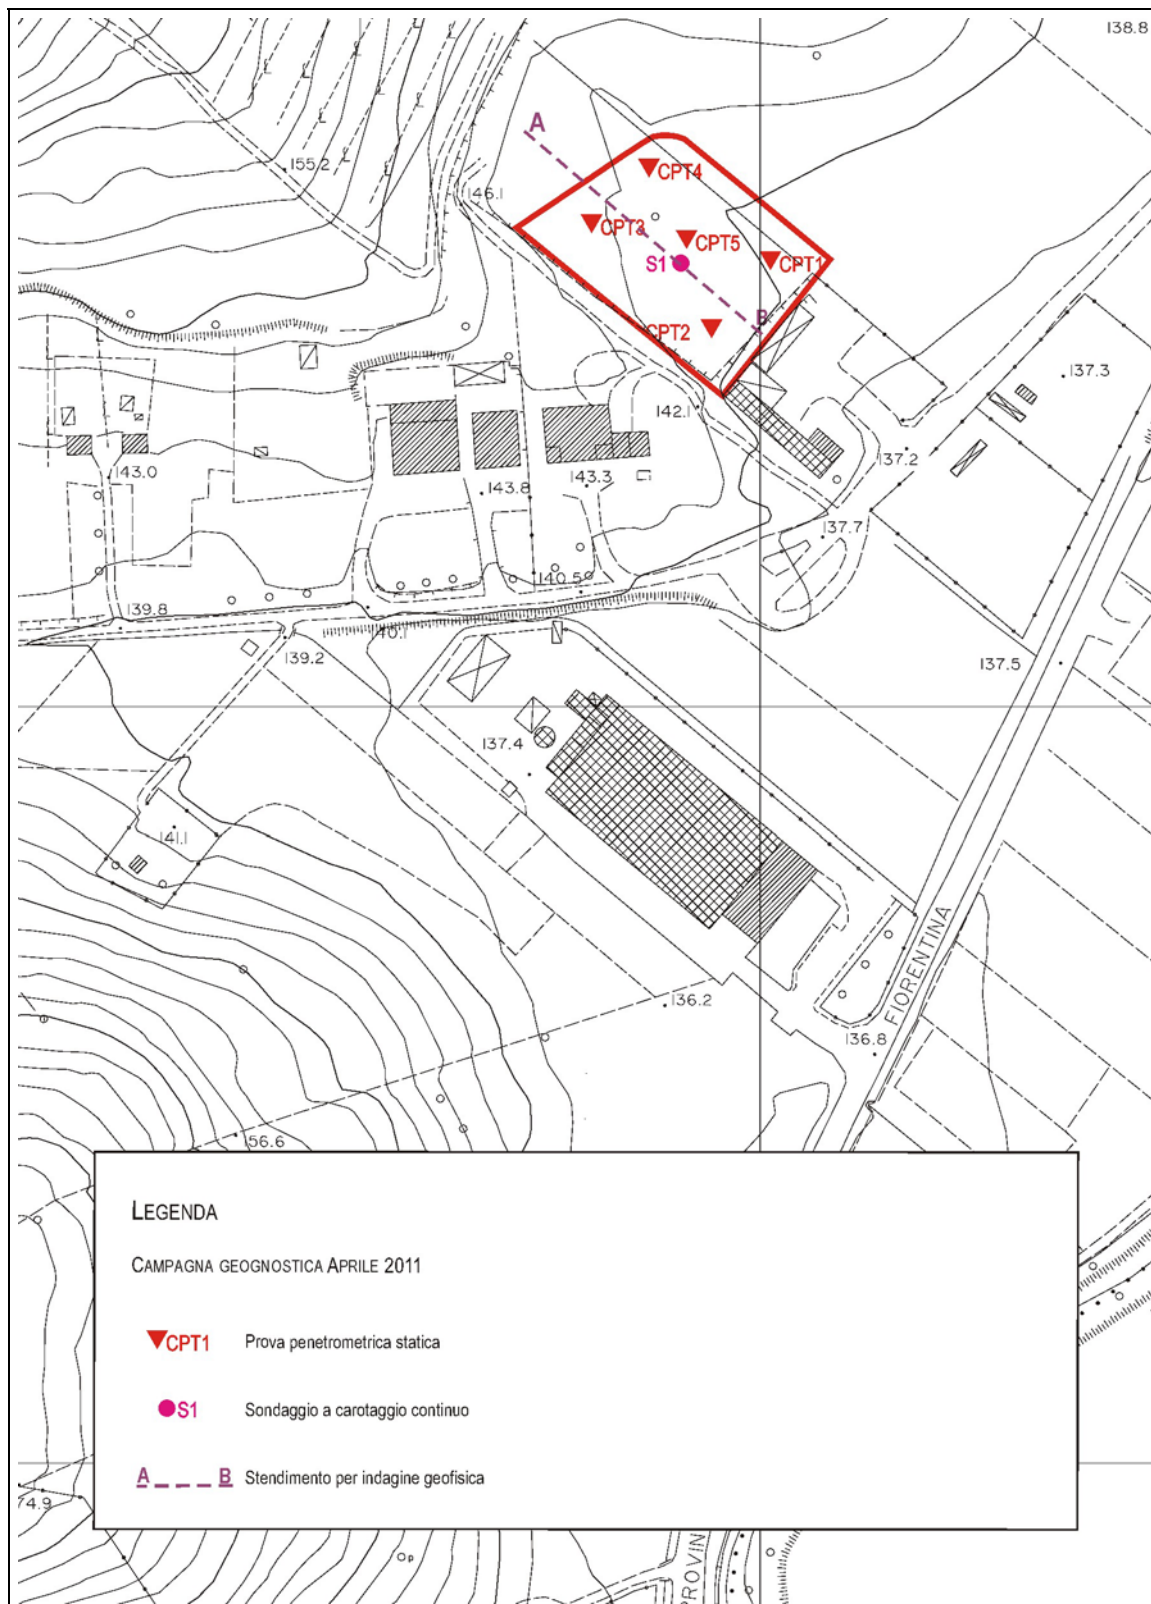 138.8
A
155.2
CPT4
146.1
CPT3
CPT5
S1
CPT1
B
CPT2
137.3
142.1
137.2
143.0
143.8
143.3
137.7
140.5
139.8
40.1
139.2
137.5
137.4
141.1
FIORENTINA
136.2
136.8
156.6
LEGENDA
CAMPAGNA GEOGNOSTICA APRILE 2011
CPT1 Prova penetrometrica statica
S1 Sondaggio a carotaggio continuo
A B Stendimento per indagine geofisica
74.9
p
PROVIN